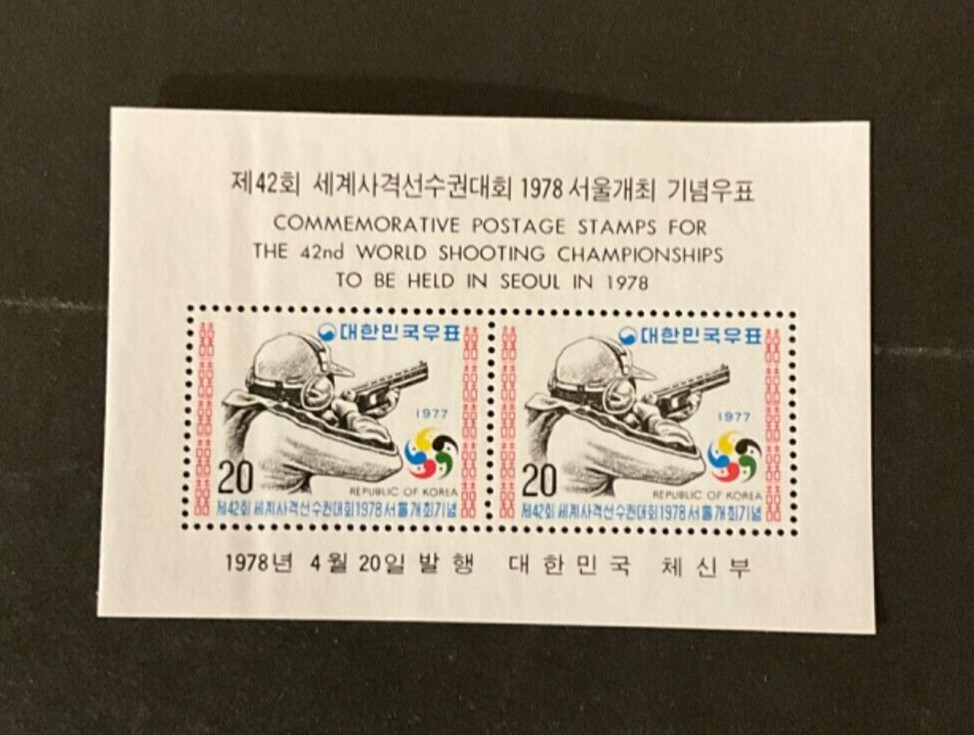 제42회 세계사격선수권대회 1978 서울개최 기념우표
COMMEMORATIVE POSTAGE STAMPS FOR
THE 42nd WORLD SHOOTING CHAMPIONSHIPS
TO BE HELD IN SEOUL IN 1978
대한민국우표
1977
20
REPUBLIC OF KOREA
제42회 세계사격선수권대회1978서울개최기념
대한민국우표
1977
20
REPUBLIC OF KOREA
제42회 세계사격선수권대회1978서울개최기념
1978년 4월 20일 발행 대한민국 체신부